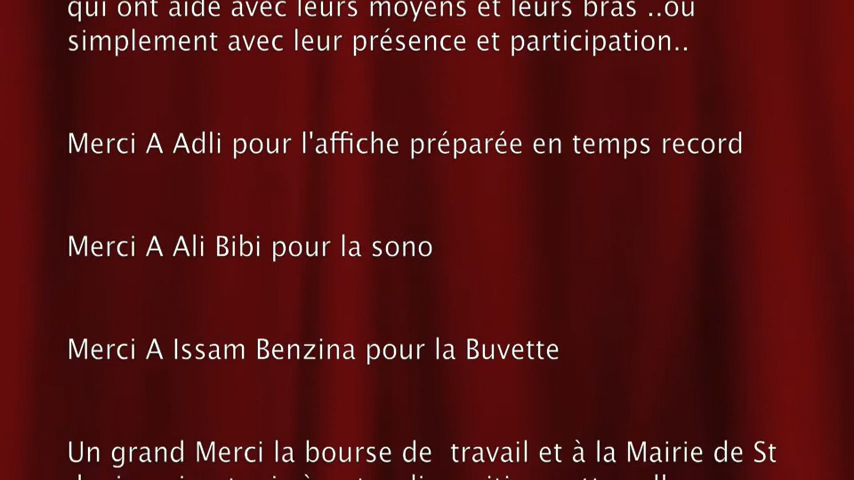 qui ont aidé avec leurs moyens et leurs bras ..ou
simplement avec leur présence et participation..
Merci A Adli pour l'affiche préparée en temps record
Merci A Ali Bibi pour la sono
Merci A Issam Benzina pour la Buvette
Un grand Merci la bourse de  travail et à la Mairie de St